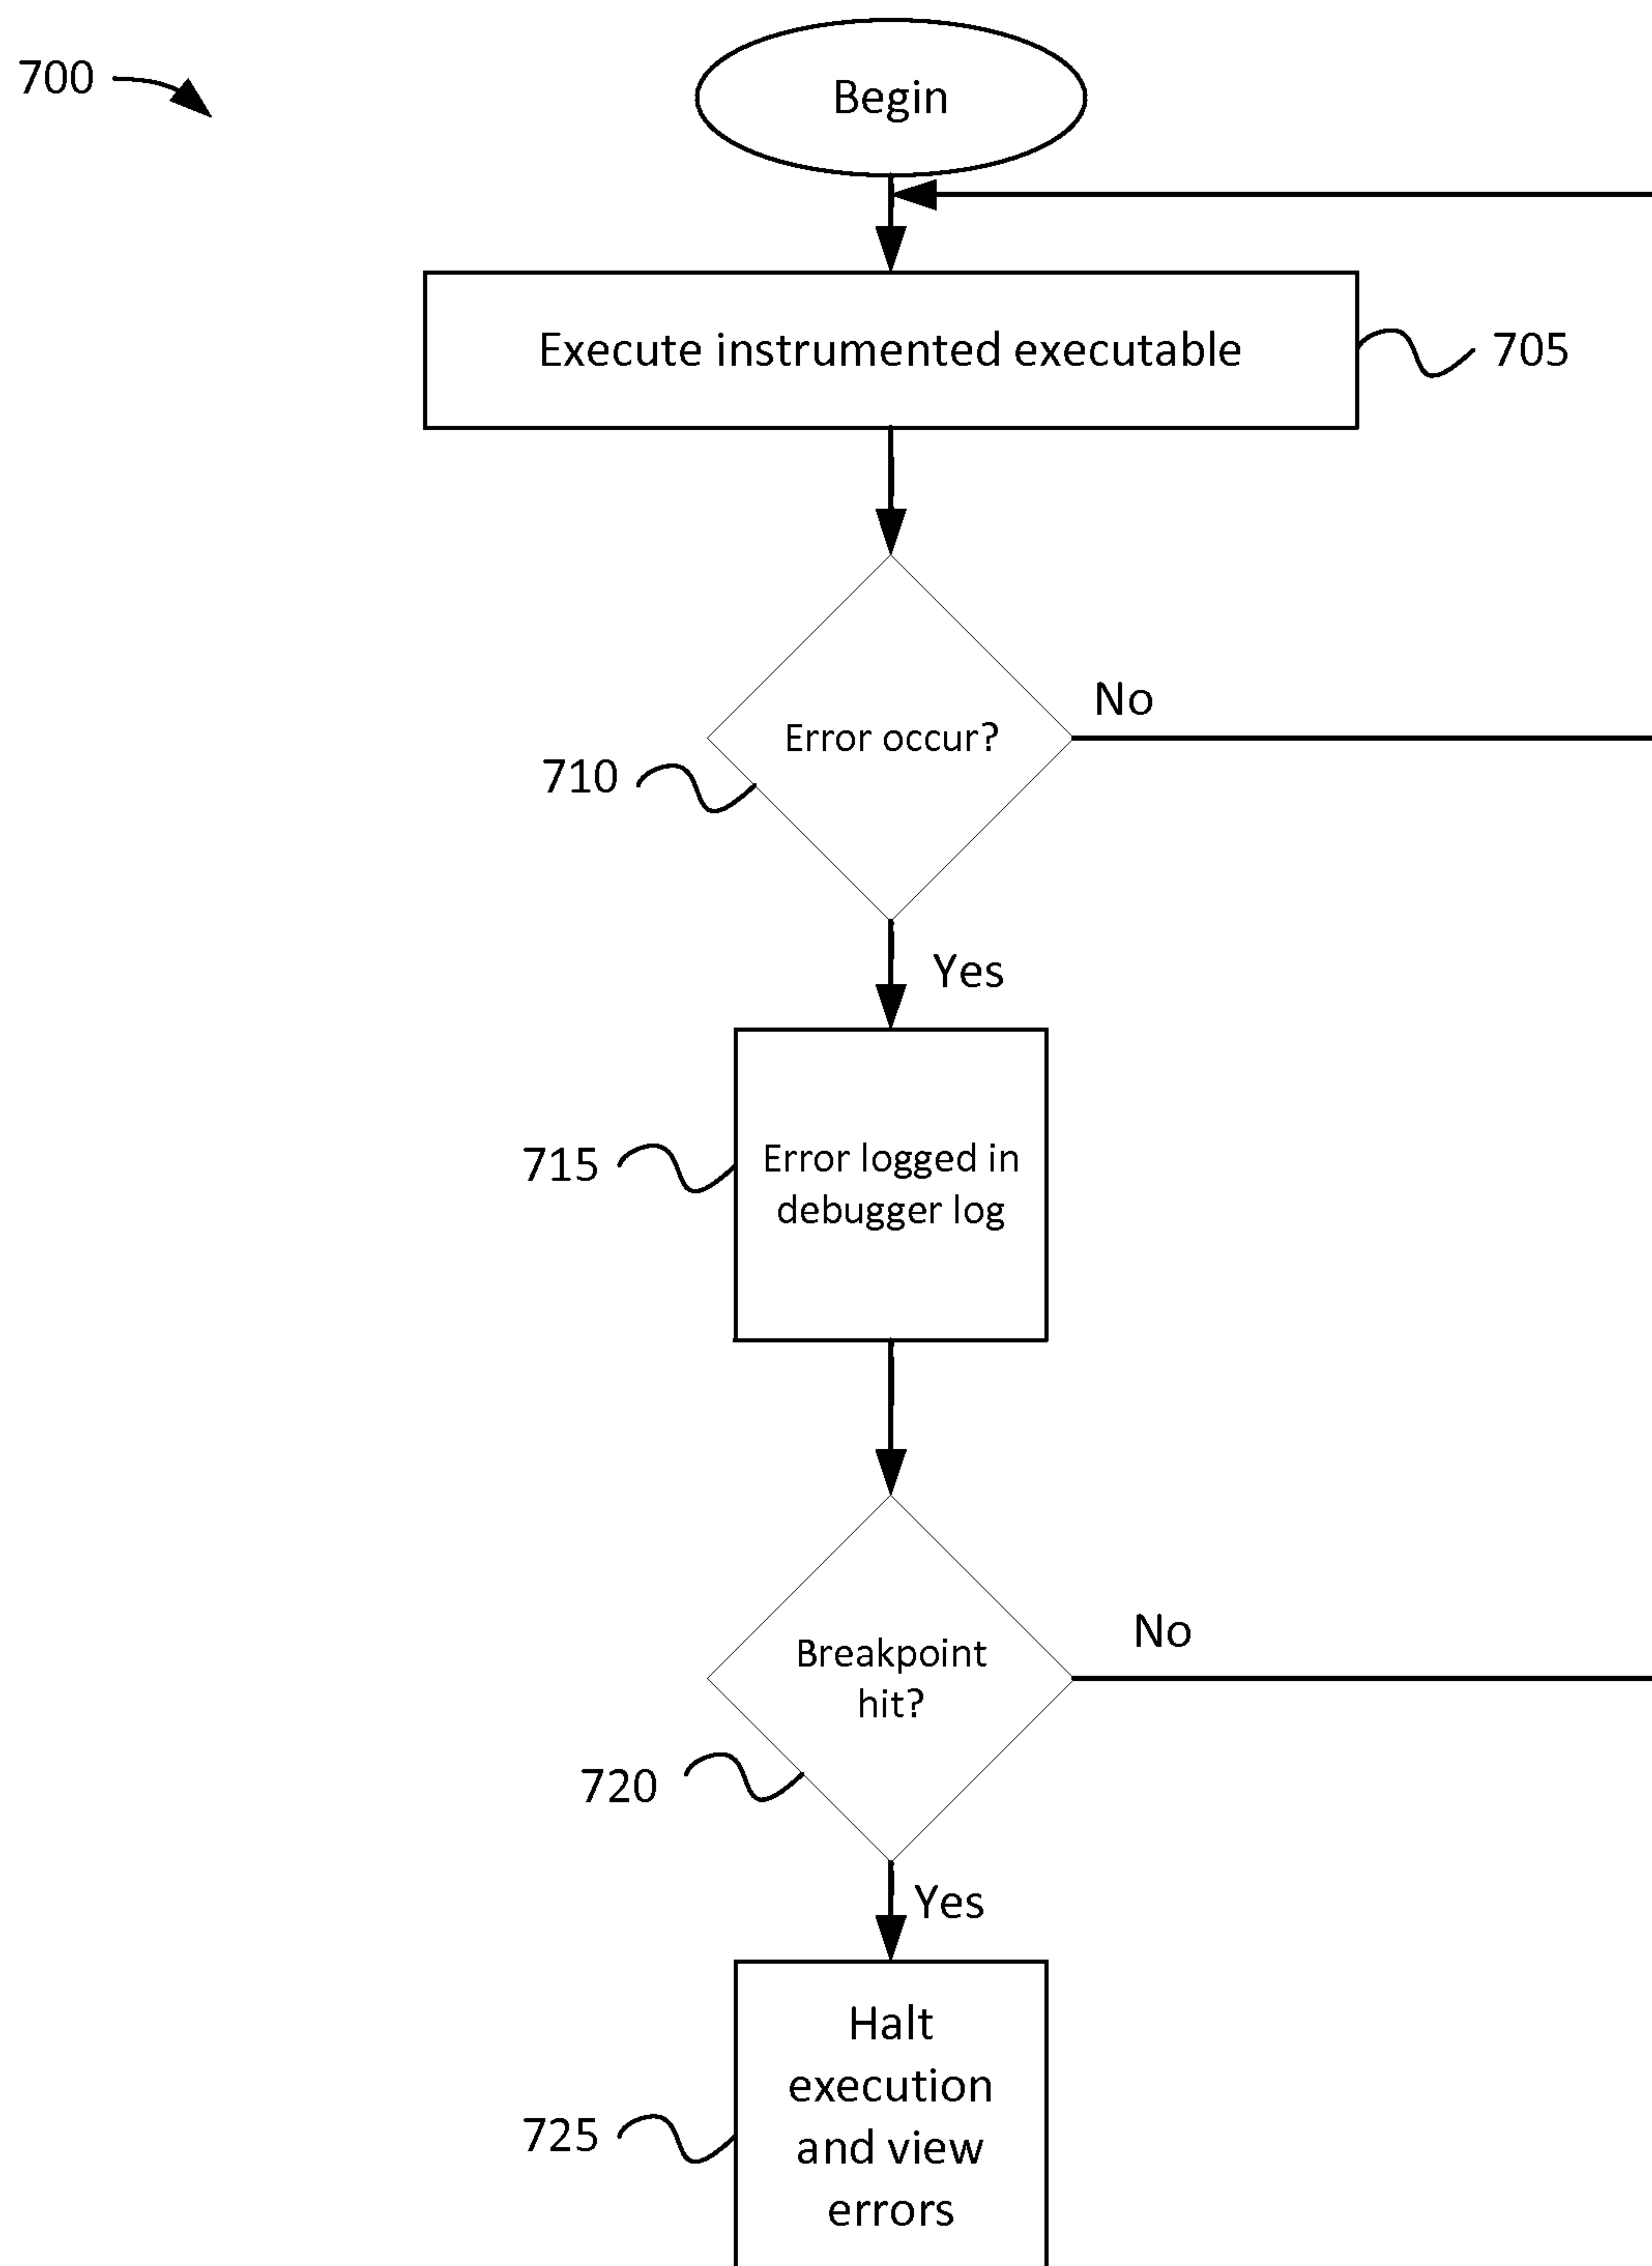 700
Begin
Execute instrumented executable
705
No
Error occur?
710
Yes
Error logged in
debugger log
715
No
Breakpoint
hit?
720
Yes
Halt
execution
and view
errors
725